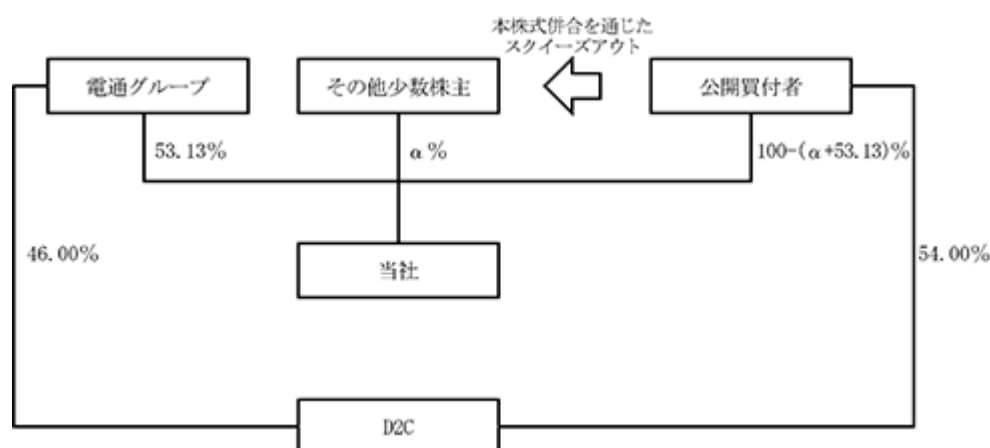 本株式併合を通じた
スクイーズアウト
電通グループ
その他少数株主
公開買付者
53.13%
α%
100-(α+53.13)%
46.00%
当社
54.00%
D2C